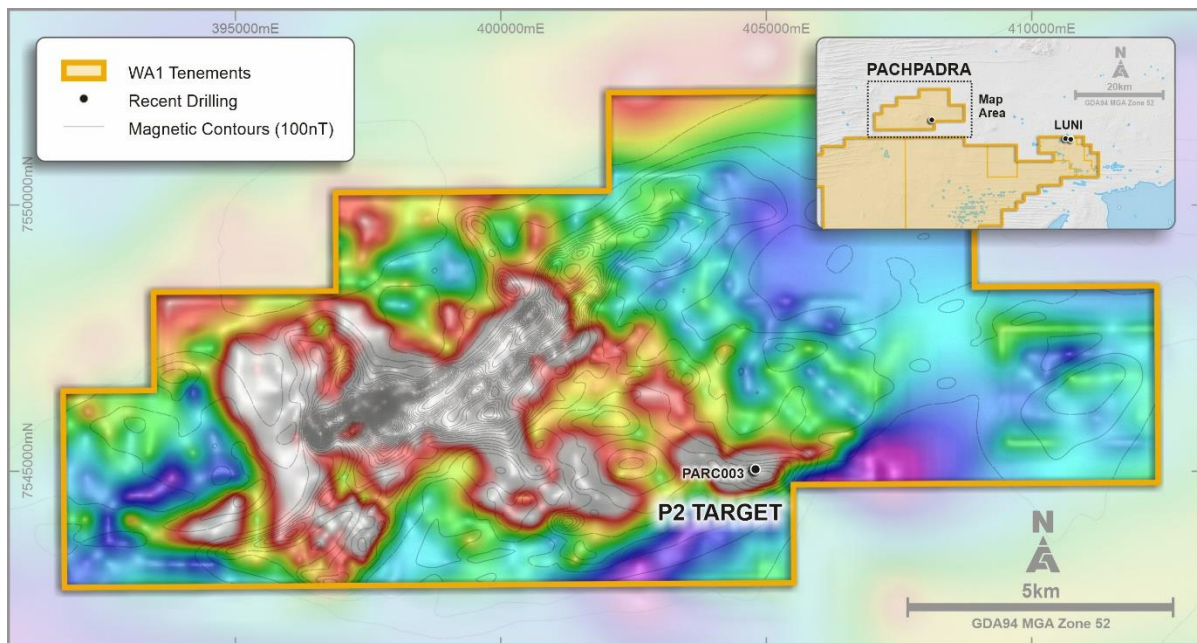 395000mE
400000mE
405000mE
410000mE
WA1 Tenements
Recent Drilling
Magnetic Contours (100nT)
PACHPADRA
Map
Area
LUNI
N
20km
GDA94 MGA Zone 52
7550000mN
7545000mN
PARC003
P2 TARGET
N
5km
GDA94 MGA Zone 52